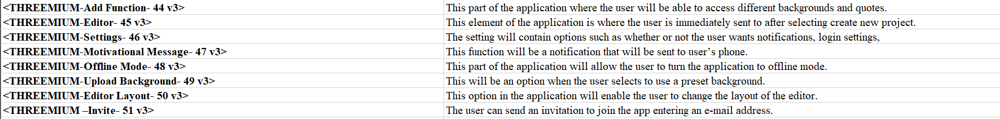 <THREEMIUM-Add Function- 44 v3> This part of the application where the user will be able to access different backgrounds and quotes.
<THREEMIUM-Editor- 45 v3> This element of the application is where the user is immediately sent to after selecting create new project.
<THREEMIUM-Settings- 46 v3> The setting will contain options such as whether or not the user wants notifications, login settings,
<THREEMIUM-Motivational Message- 47 v3> This function will be a notification that will be sent to user’s phone.
<THREEMIUM-Offline Mode- 48 v3> This part of the application will allow the user to turn the application to offline mode.
<THREEMIUM-Upload Background- 49 v3> This will be an option when the user selects to use a preset background.
<THREEMIUM-Editor Layout- 50 v3> This option in the application will enable the user to change the layout of the editor.
<THREEMIUM –Invite- 51 v3> The user can send an invitation to join the app entering an e-mail address.